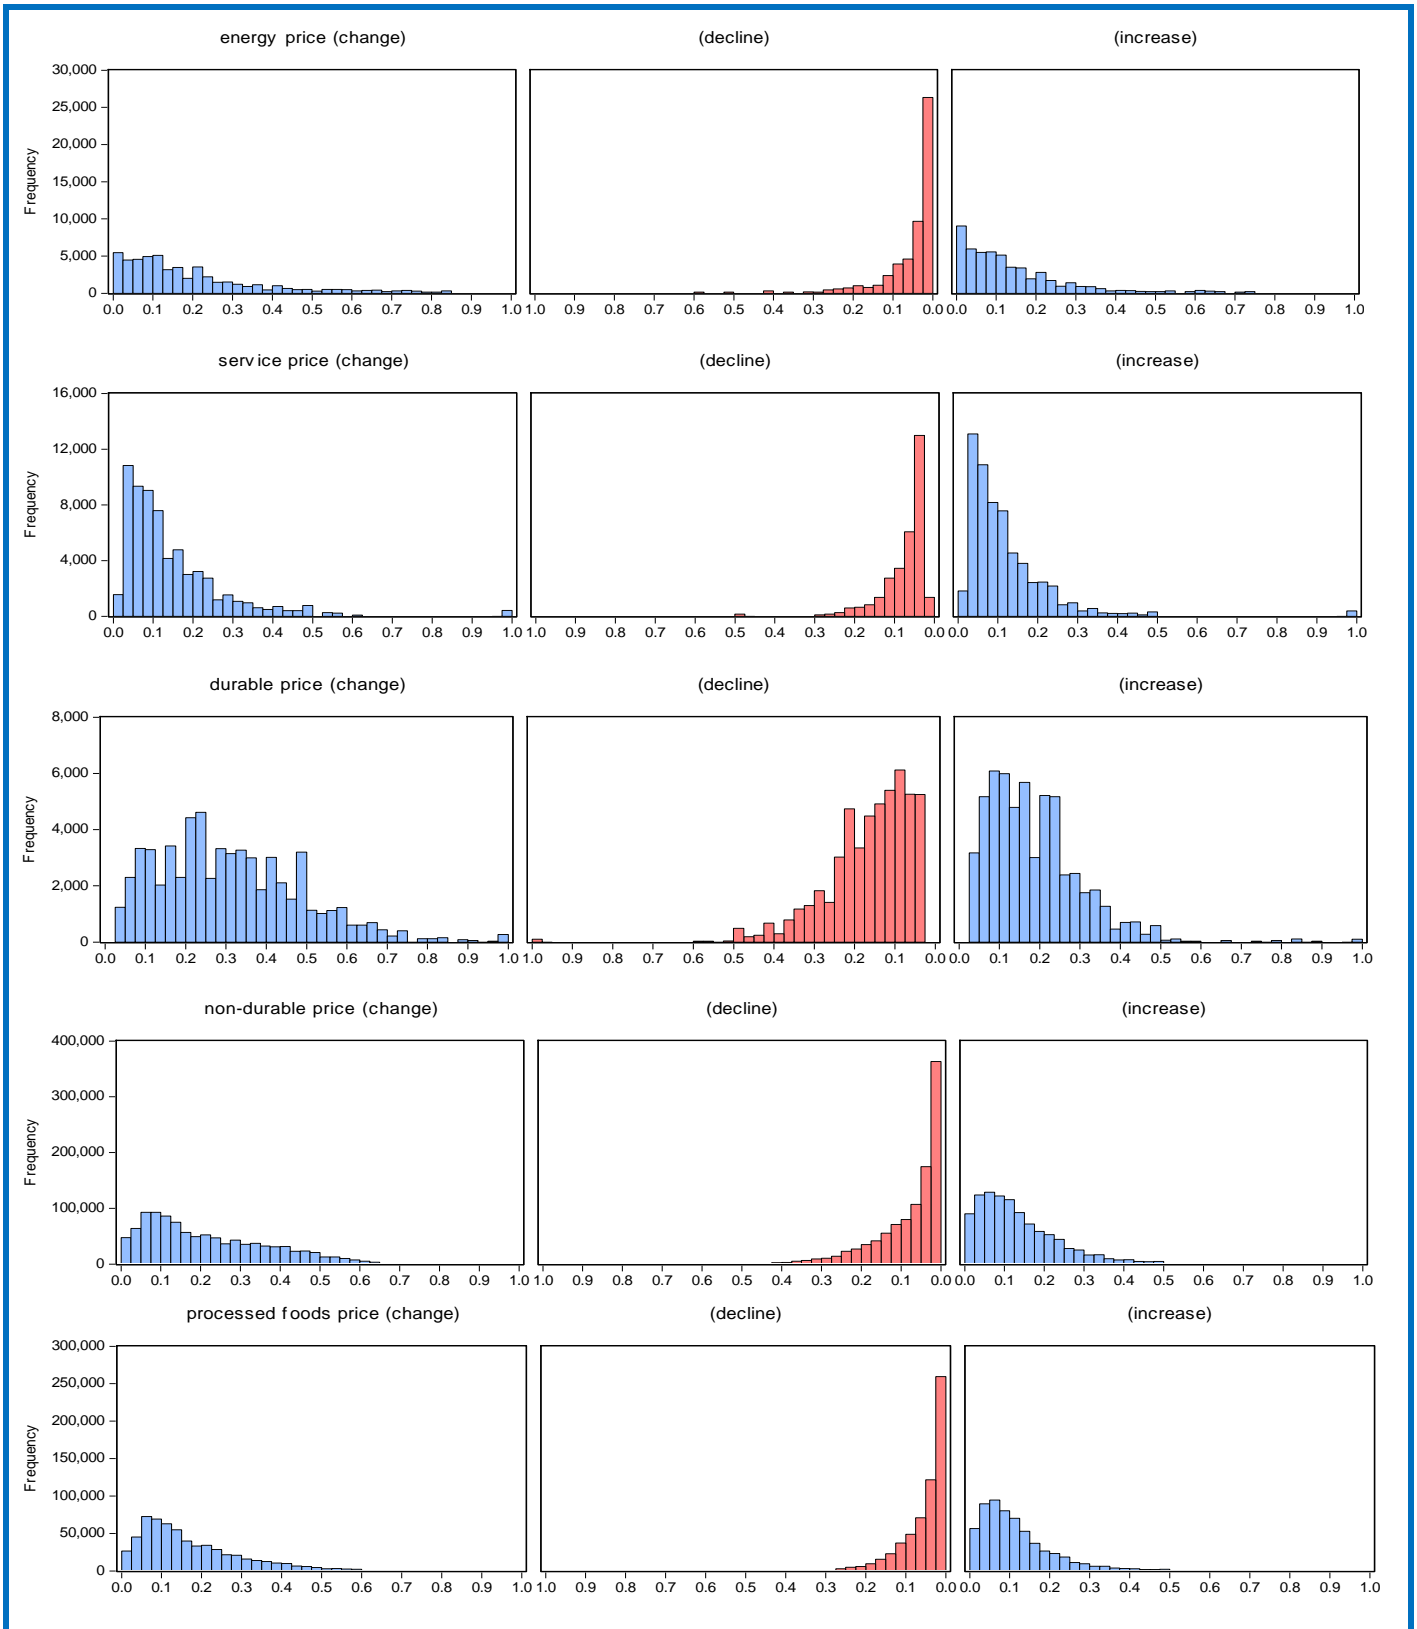 energy price (change) (decline) (increase)
30,000
25,000
20,000
15,000
10,000
5,000
0
Frequency
0.0 0.1 0.2 0.3 0.4 0.5 0.6 0.7 0.8 0.9 1.0 1.0 0.9 0.8 0.7 0.6 0.5 0.4 0.3 0.2 0.1 0.0 0.0 0.1 0.2 0.3 0.4 0.5 0.6 0.7 0.8 0.9 1.0
service price (change) (decline) (increase)
16,000
12,000
8,000
4,000
0
Frequency
0.0 0.1 0.2 0.3 0.4 0.5 0.6 0.7 0.8 0.9 1.0 1.0 0.9 0.8 0.7 0.6 0.5 0.4 0.3 0.2 0.1 0.0 0.0 0.1 0.2 0.3 0.4 0.5 0.6 0.7 0.8 0.9 1.0
durable price (change) (decline) (increase)
8,000
6,000
4,000
2,000
0
Frequency
0.0 0.1 0.2 0.3 0.4 0.5 0.6 0.7 0.8 0.9 1.0 1.0 0.9 0.8 0.7 0.6 0.5 0.4 0.3 0.2 0.1 0.0 0.0 0.1 0.2 0.3 0.4 0.5 0.6 0.7 0.8 0.9 1.0
non-durable price (change) (decline) (increase)
400,000
300,000
200,000
100,000
0
Frequency
0.0 0.1 0.2 0.3 0.4 0.5 0.6 0.7 0.8 0.9 1.0 1.0 0.9 0.8 0.7 0.6 0.5 0.4 0.3 0.2 0.1 0.0 0.0 0.1 0.2 0.3 0.4 0.5 0.6 0.7 0.8 0.9 1.0
processed foods price (change) (decline) (increase)
300,000
250,000
200,000
150,000
100,000
50,000
0
Frequency
0.0 0.1 0.2 0.3 0.4 0.5 0.6 0.7 0.8 0.9 1.0 1.0 0.9 0.8 0.7 0.6 0.5 0.4 0.3 0.2 0.1 0.0 0.0 0.1 0.2 0.3 0.4 0.5 0.6 0.7 0.8 0.9 1.0